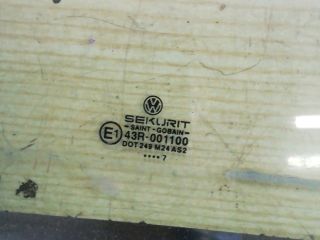 SEKURIT
SAINT-GOBAIN
E1 43R-001100
DOT 249 M24 AS2
•••• 7